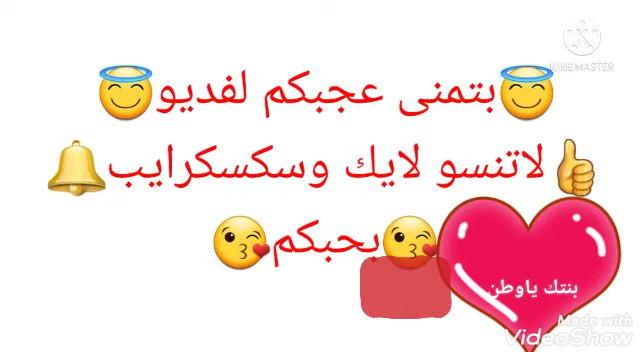 KINEMASTER
😇بتمنى عجبكم لفديو😇
👍لاتنسو لايك وسكسكرايب🔔
😘بحبكم😘
بنتك ياوطن
Made with
VideoShow